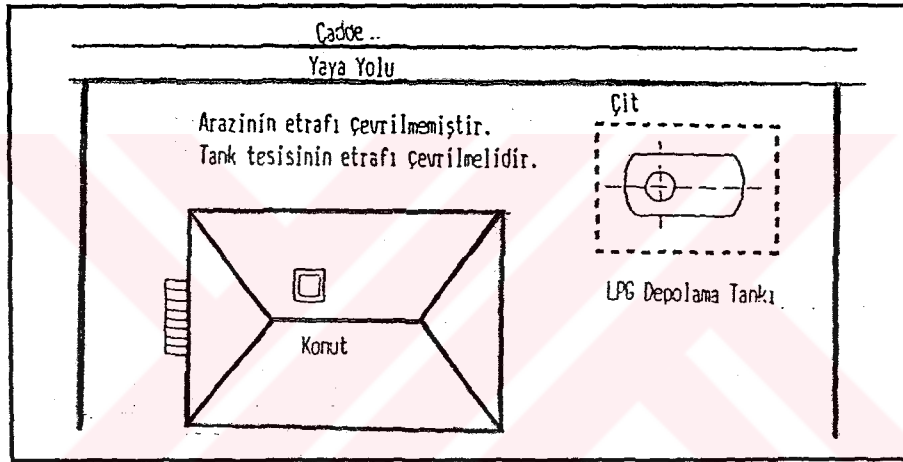 Cadde ..
Yaya Yolu
Çit
Arazinin etrafı çevrilmemiştir.
Tank tesisinin etrafı çevrilmelidir.
LPG Depolama Tankı
Konut